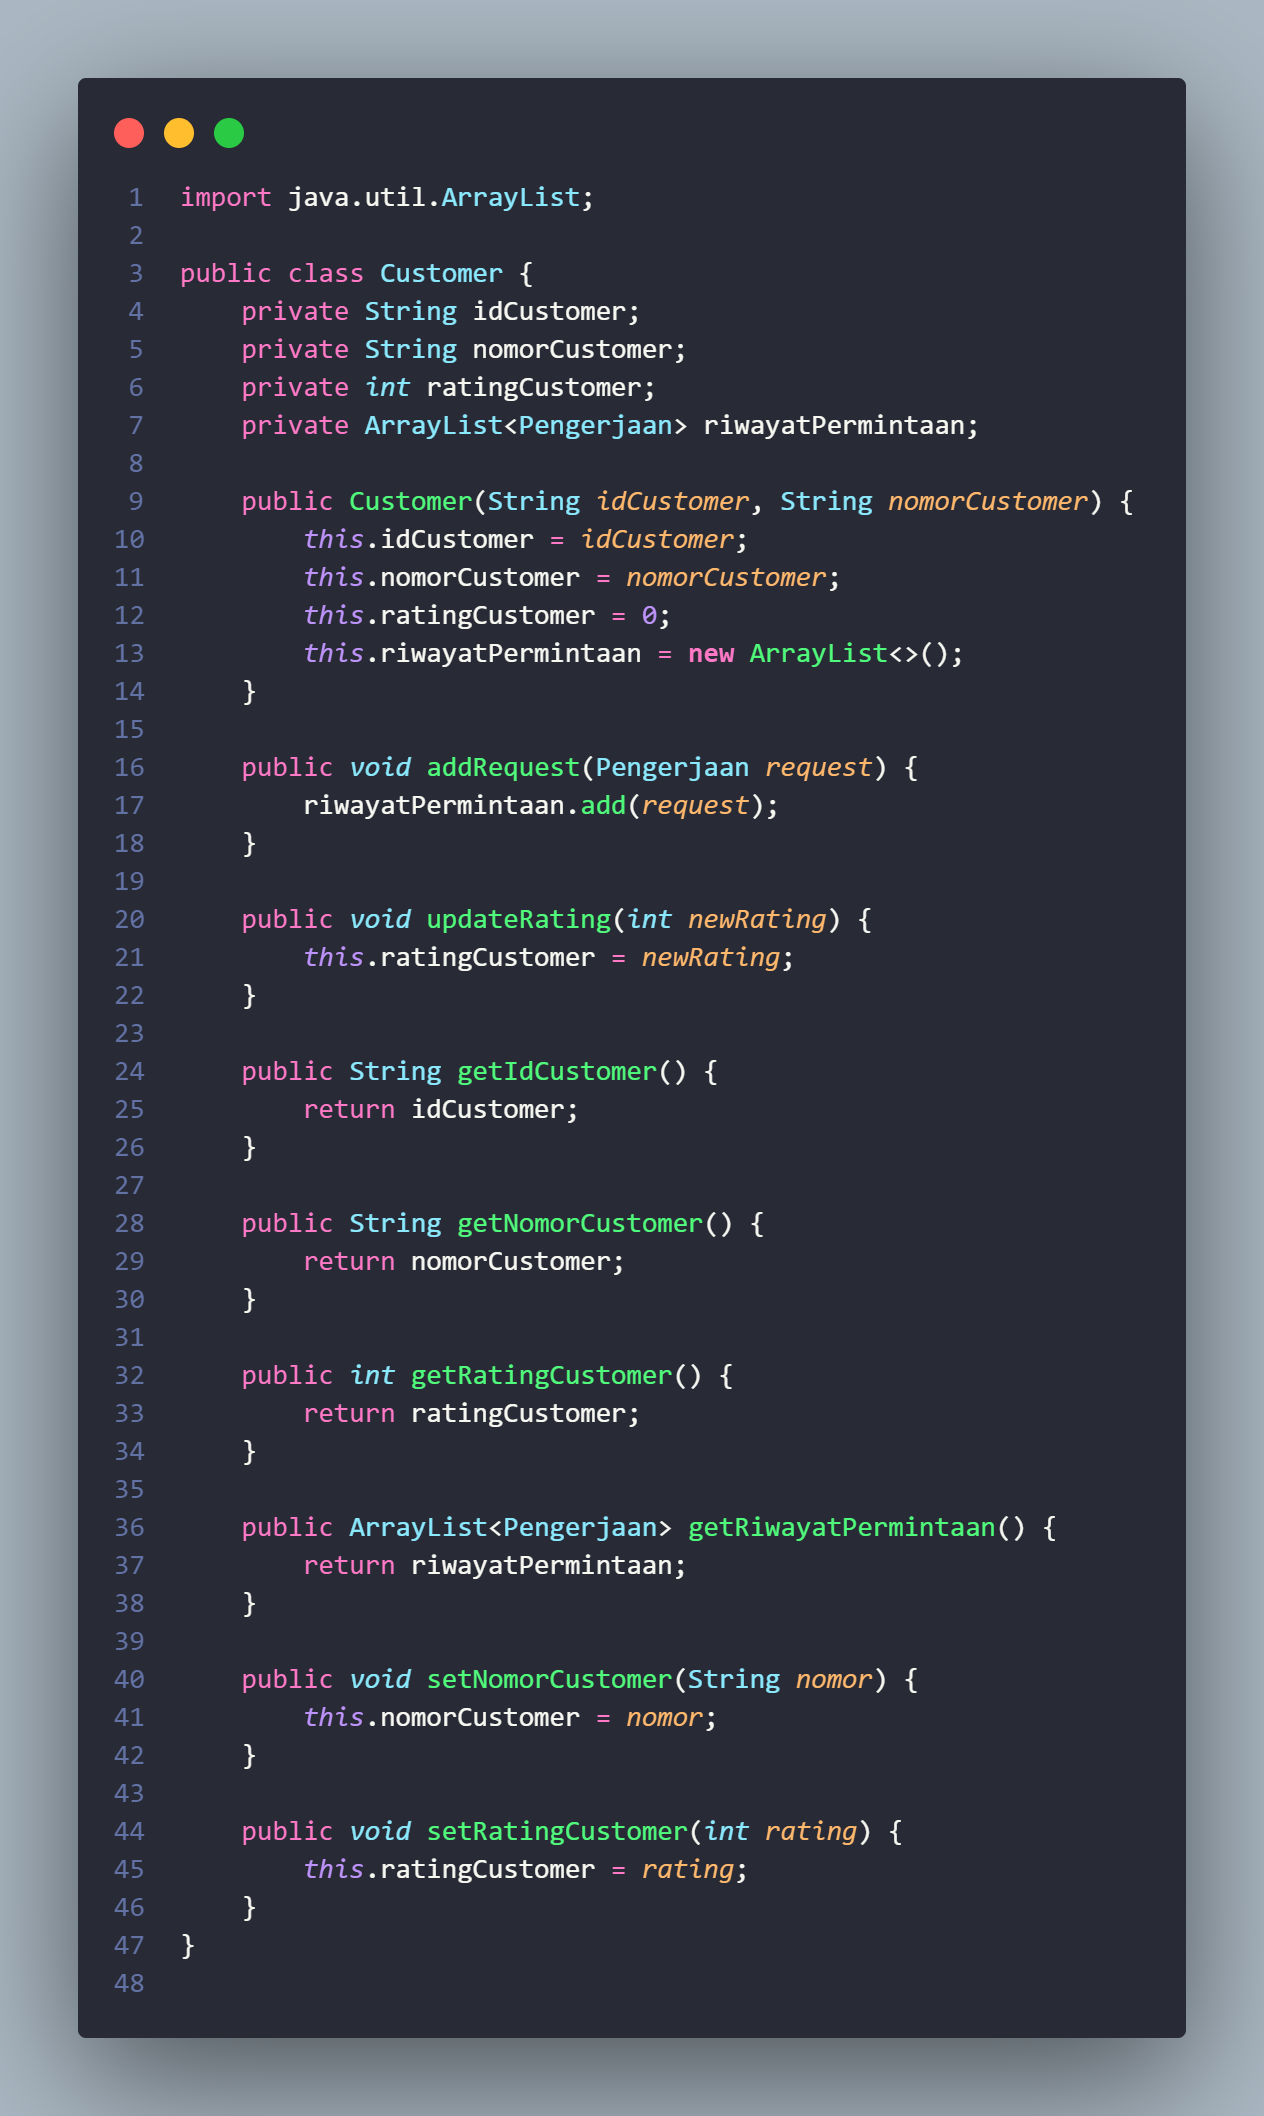 1 import java.util.ArrayList;
2
3 public class Customer {
4     private String idCustomer;
5     private String nomorCustomer;
6     private int ratingCustomer;
7     private ArrayList<Pengerjaan> riwayatPermintaan;
8
9     public Customer(String idCustomer, String nomorCustomer) {
10         this.idCustomer = idCustomer;
11         this.nomorCustomer = nomorCustomer;
12         this.ratingCustomer = 0;
13         this.riwayatPermintaan = new ArrayList<>();
14     }
15
16     public void addRequest(Pengerjaan request) {
17         riwayatPermintaan.add(request);
18     }
19
20     public void updateRating(int newRating) {
21         this.ratingCustomer = newRating;
22     }
23
24     public String getIdCustomer() {
25         return idCustomer;
26     }
27
28     public String getNomorCustomer() {
29         return nomorCustomer;
30     }
31
32     public int getRatingCustomer() {
33         return ratingCustomer;
34     }
35
36     public ArrayList<Pengerjaan> getRiwayatPermintaan() {
37         return riwayatPermintaan;
38     }
39
40     public void setNomorCustomer(String nomor) {
41         this.nomorCustomer = nomor;
42     }
43
44     public void setRatingCustomer(int rating) {
45         this.ratingCustomer = rating;
46     }
47 }
48